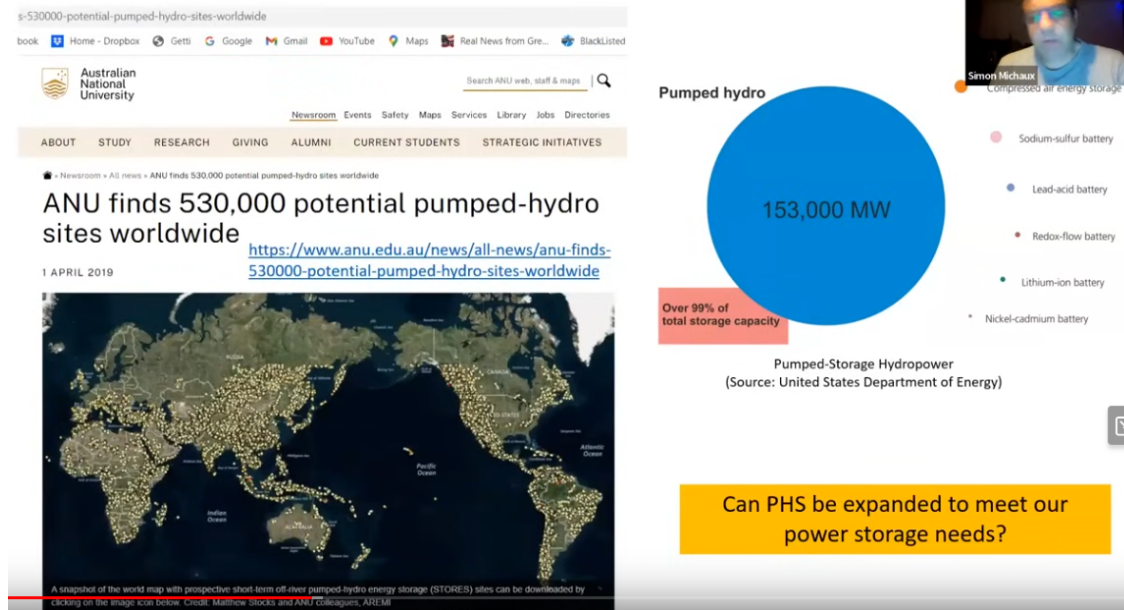 s-530000-potential-pumped-hydro-sites-worldwide
book Home - Dropbox Getti Google Gmail YouTube Maps Real News from Gre... BlackListed
Australian
National
University
Search ANU web, staff & maps
Newsroom Events Safety Maps Services Library Jobs Directories
ABOUT STUDY RESEARCH GIVING ALUMNI CURRENT STUDENTS STRATEGIC INITIATIVES
» Newsroom » All news » ANU finds 530,000 potential pumped-hydro sites worldwide
ANU finds 530,000 potential pumped-hydro
sites worldwide
https://www.anu.edu.au/news/all-news/anu-finds-
530000-potential-pumped-hydro-sites-worldwide
1 APRIL 2019
RUSSIA
CANADA
UNITED STATES
Atlantic
Ocean
Pacific
Ocean
Indian
Ocean
AUSTRALIA
A snapshot of the world map with prospective short-term off-river pumped-hydro energy storage (STORES) sites can be downloaded by
clicking on the image icon below. Credit: Matthew Stocks and ANU colleagues, AREMI
Simon Michaux
Pumped hydro
Compressed air energy storage
Sodium-sulfur battery
Lead-acid battery
153,000 MW
Redox-flow battery
Lithium-ion battery
Over 99% of
total storage capacity
Nickel-cadmium battery
Pumped-Storage Hydropower
(Source: United States Department of Energy)
Can PHS be expanded to meet our
power storage needs?